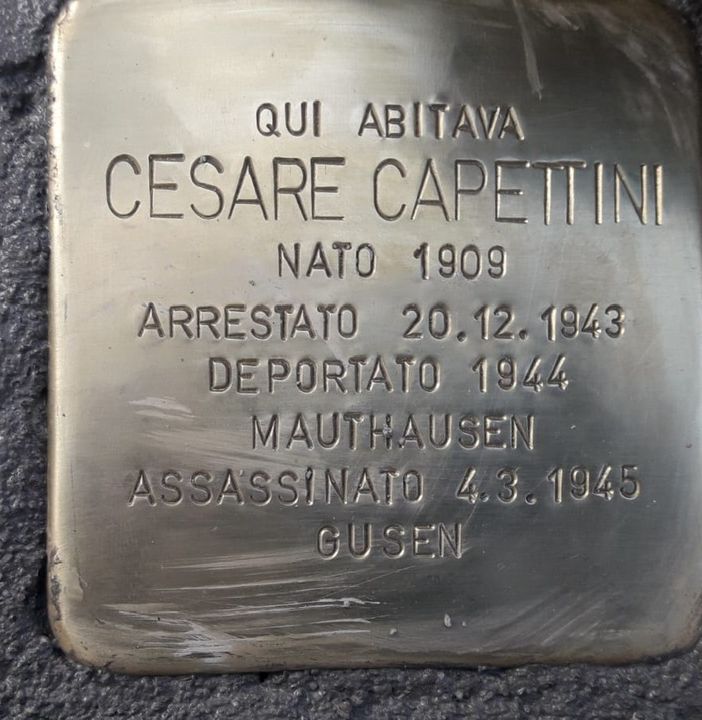 QUI ABITAVA
CESARE CAPETTINI
NATO 1909
ARRESTATO 20.12.1943
DEPORTATO 1944
MAUTHAUSEN
ASSASSINATO 4.3.1945
GUSEN